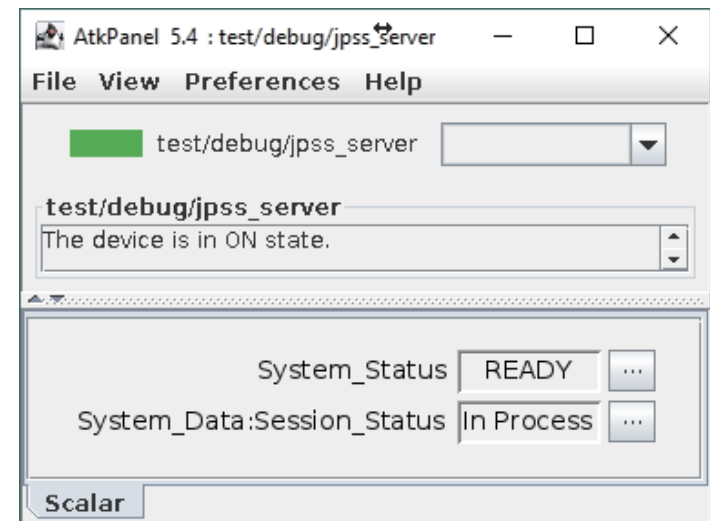 AtkPanel 5.4 : test/debug/jpss_server
File View Preferences Help
test/debug/jpss_server
test/debug/jpss_server
The device is in ON state.
System_Status READY ...
System_Data:Session_Status In Process ...
Scalar